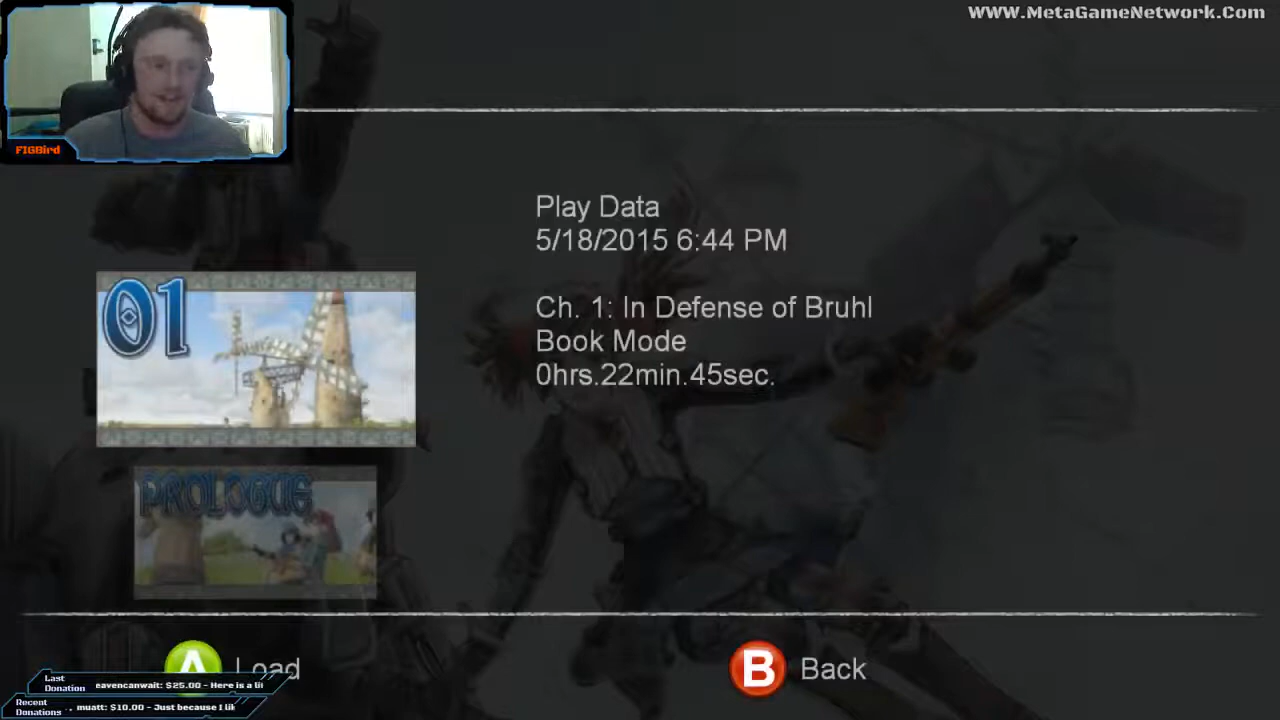 WWW.MetaGameNetwork.Com
FIGBird
Play Data
5/18/2015 6:44 PM
01
Ch. 1: In Defense of Bruhl
Book Mode
0hrs.22min.45sec.
PROLOGUE
A Load
B Back
Last Donation
eavencanwait: $25.00 - Here is a
Recent Donations
muatt: $10.00 - Just because I